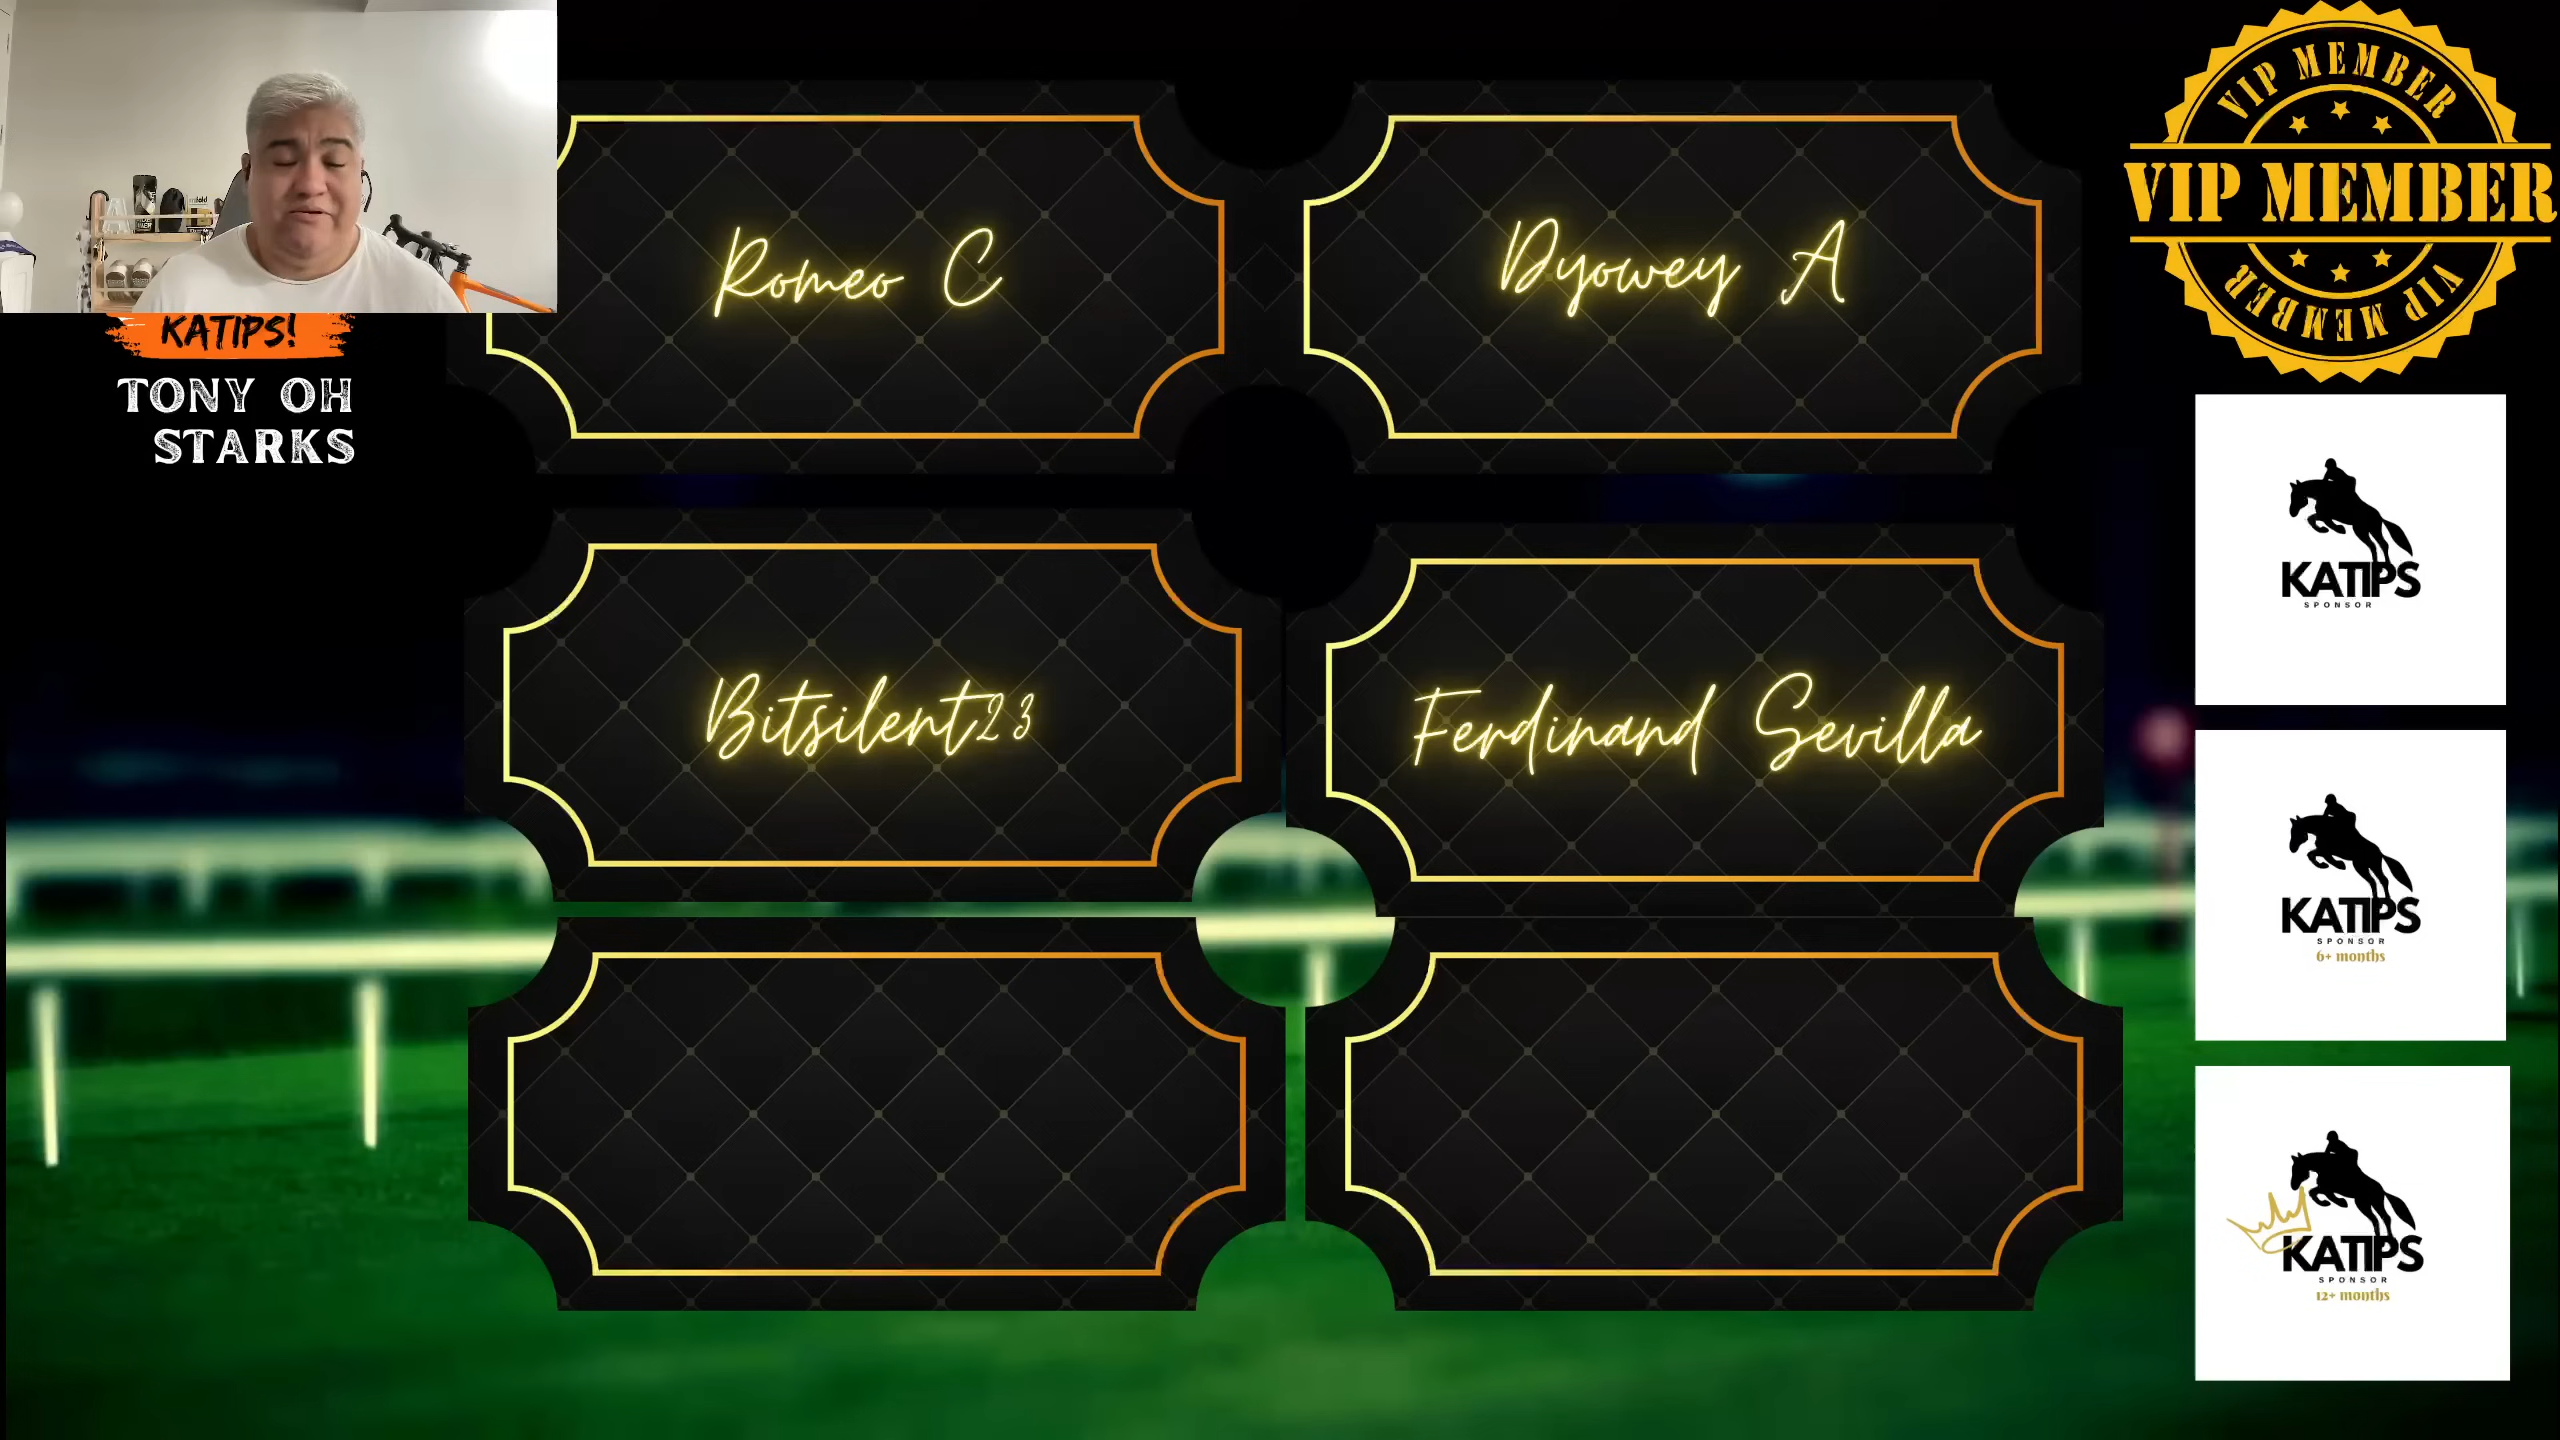 KATIPS!
TONY OH
STARKS
Romeo C
Dyowey A
Bitsilent23
Ferdinand Sevilla
VIP MEMBER
VIP MEMBER
VIP MEMBER
KATIPS
SPONSOR
KATIPS
SPONSOR
6+ months
KATIPS
SPONSOR
12+ months